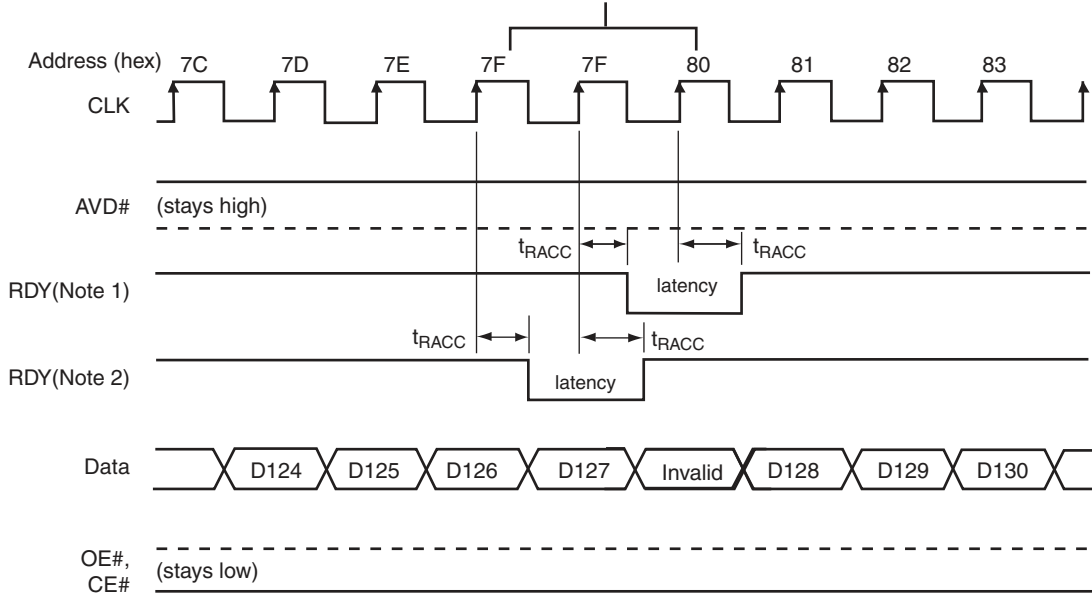 Address (hex) 7C 7D 7E 7F 7F 80 81 82 83
CLK
AVD# (stays high)
tRACC tRACC
RDY(Note 1) latency
tRACC tRACC
RDY(Note 2) latency
Data D124 D125 D126 D127 Invalid D128 D129 D130
OE#,
CE# (stays low)